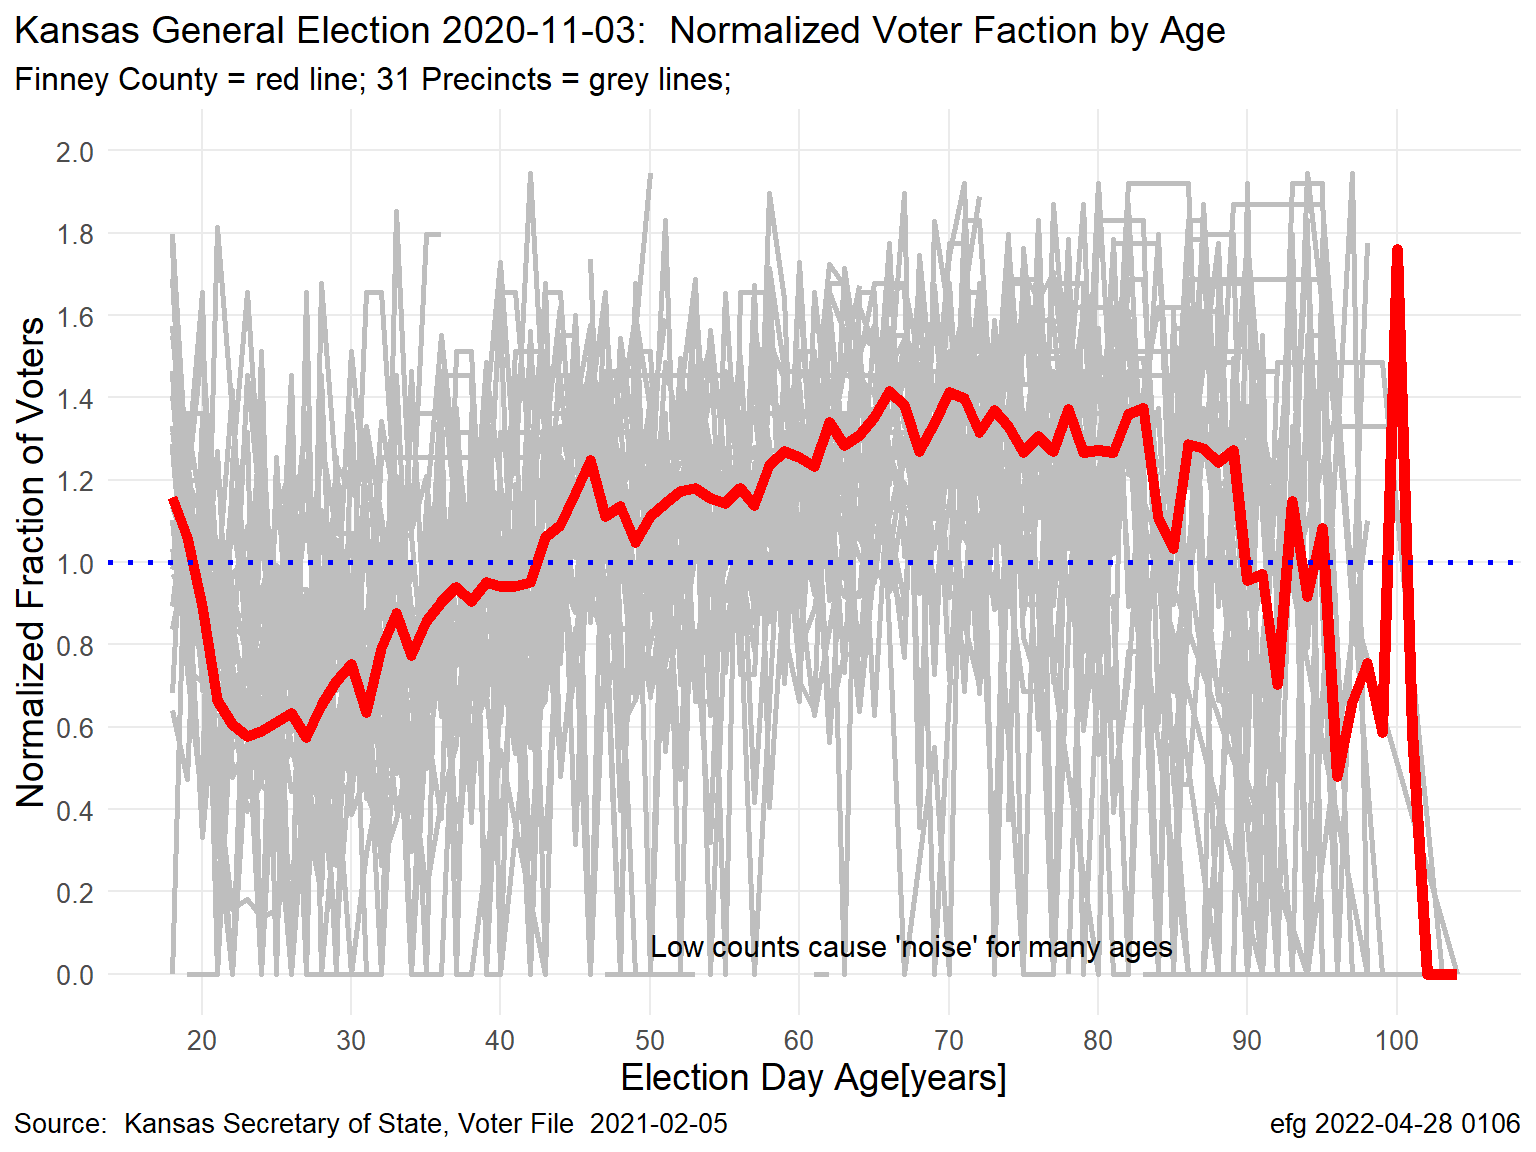 Kansas General Election 2020-11-03:  Normalized Voter Faction by Age
Finney County = red line; 31 Precincts = grey lines;
Normalized Fraction of Voters
2.0
1.8
1.6
1.4
1.2
1.0
0.8
0.6
0.4
0.2
0.0
Low counts cause 'noise' for many ages
20 30 40 50 60 70 80 90 100
Election Day Age[years]
Source:  Kansas Secretary of State, Voter File  2021-02-05
efg 2022-04-28 0106